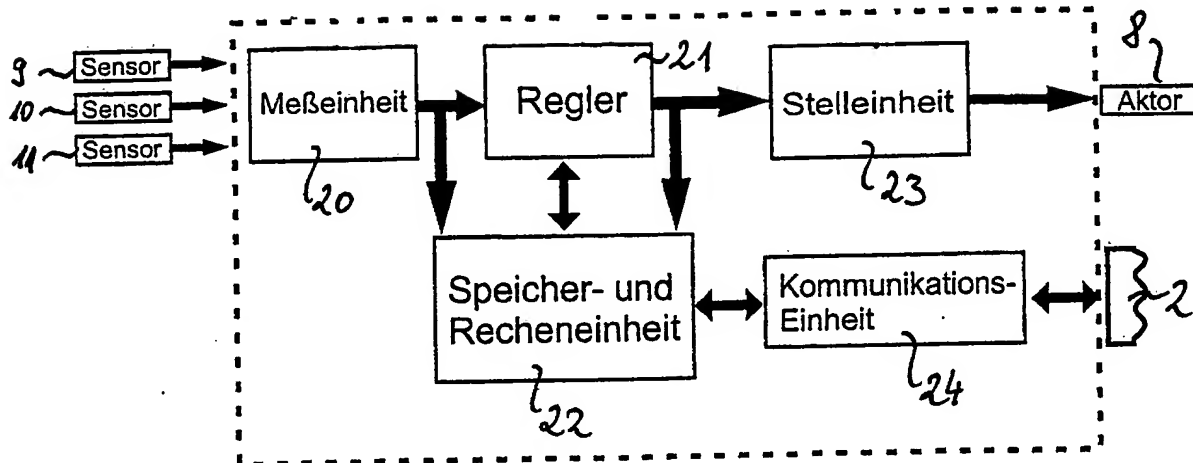 9 Sensor
10 Sensor
11 Sensor
Meßeinheit
20
Regler
21
Stelleinheit
23
8
Aktor
Speicher- und
Recheneinheit
22
Kommunikations-
Einheit
24
2